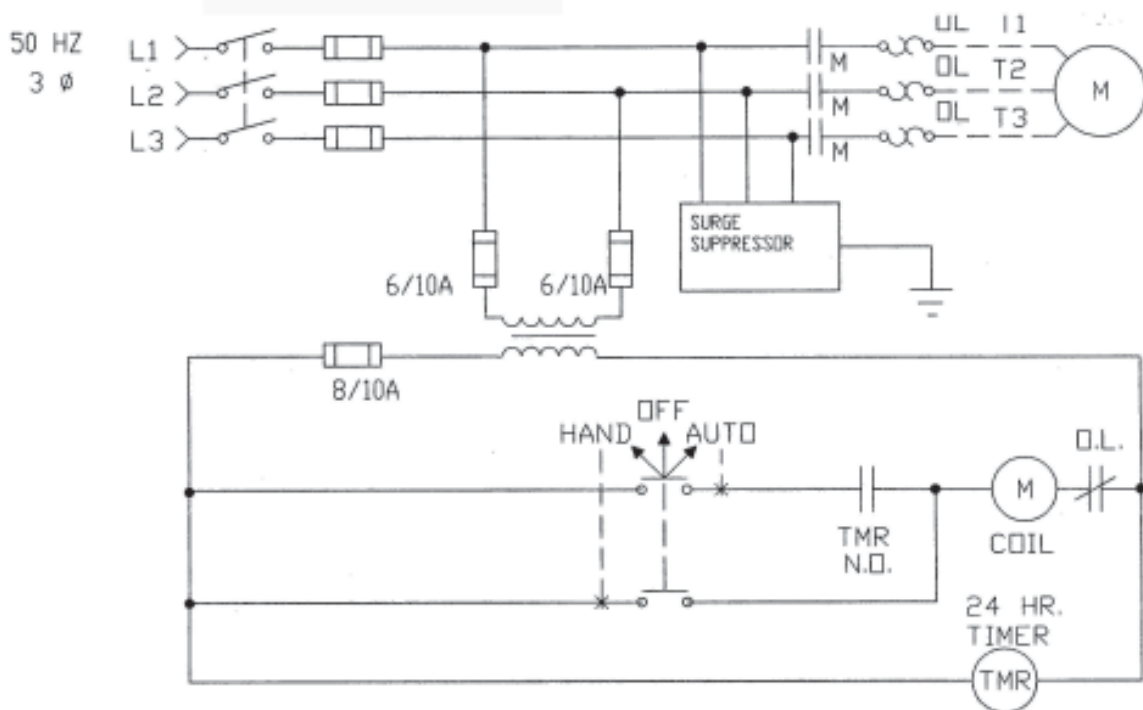 50 HZ
3 ø
L1
L2
L3
M
M
M
OL T1
OL T2
OL T3
M
SURGE
SUPPRESSOR
6/10A
6/10A
8/10A
HAND
OFF
AUTO
TMR
N.O.
M
COIL
O.L.
24 HR.
TIMER
TMR